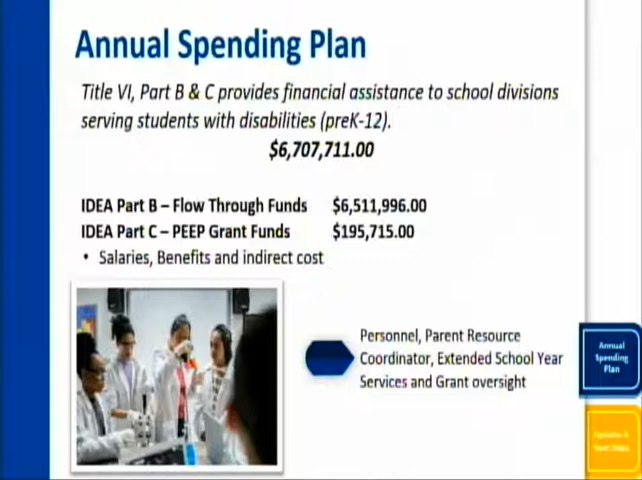 Annual Spending Plan
Title VI, Part B & C provides financial assistance to school divisions
serving students with disabilities (preK-12).
$6,707,711.00
IDEA Part B – Flow Through Funds $6,511,996.00
IDEA Part C – PEEP Grant Funds $195,715.00
• Salaries, Benefits and indirect cost
Personnel, Parent Resource
Coordinator, Extended School Year
Services and Grant oversight
Annual
Spending
Plan